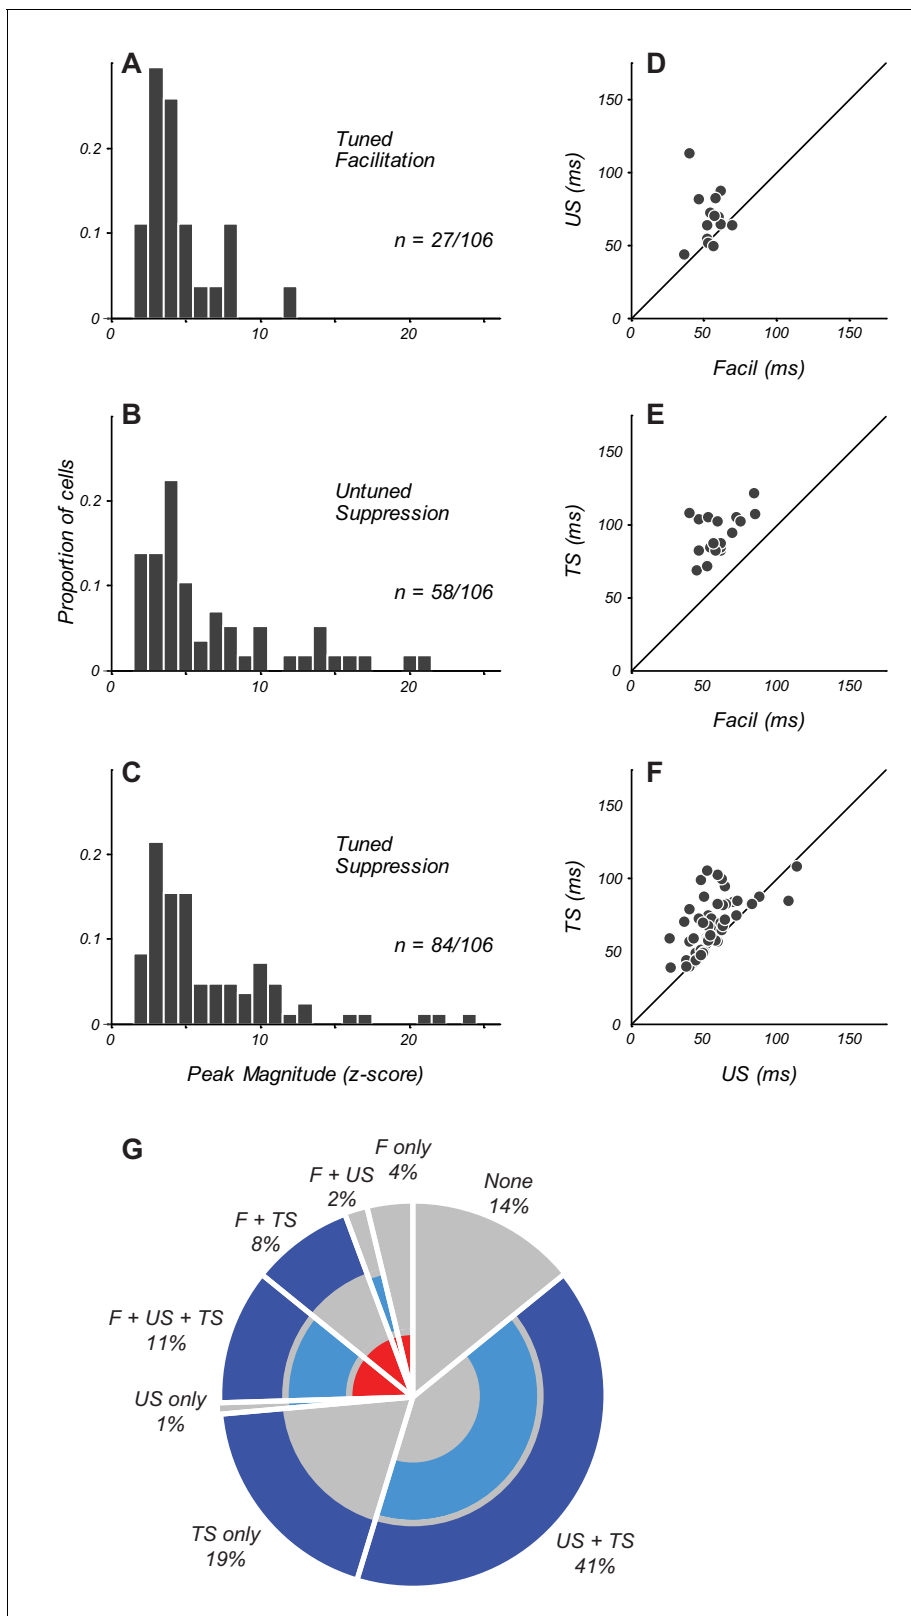 A
Tuned
Facilitation
n = 27/106
0.2
0.1
0
0
10
20
D
US (ms)
150
100
50
0
0
50
100
150
Facil (ms)
B
Untuned
Suppression
n = 58/106
Proportion of cells
0.2
0.1
0
0
10
20
E
TS (ms)
150
100
50
0
0
50
100
150
Facil (ms)
C
Tuned
Suppression
n = 84/106
0.2
0.1
0
0
10
20
Peak Magnitude (z-score)
F
TS (ms)
150
100
50
0
0
50
100
150
US (ms)
G
F only
4%
None
14%
F + US
2%
F + TS
8%
F + US + TS
11%
US only
1%
TS only
19%
US + TS
41%